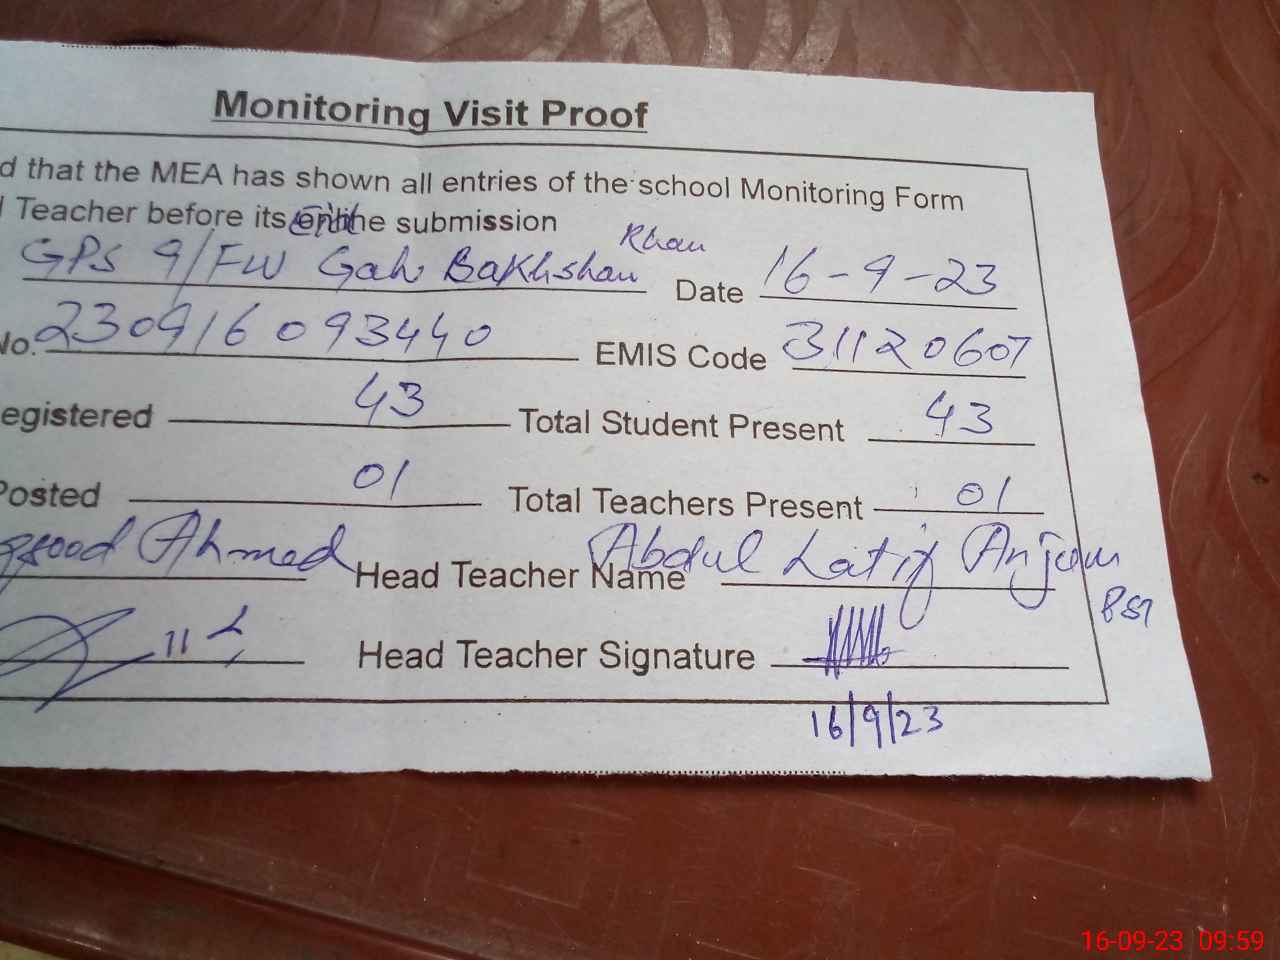 Monitoring Visit Proof
d that the MEA has shown all entries of the school Monitoring Form
l Teacher before its online submission
Khan
GPS 9/FW Gah Bakhshan Date 16-9-23
No. 230916093440 EMIS Code 31120607
egistered 43 Total Student Present 43
Posted 01 Total Teachers Present 01
qsood Ahmed Head Teacher Name Abdul Latif Anjam
PST
Head Teacher Signature
16/9/23
16-09-23 09:59